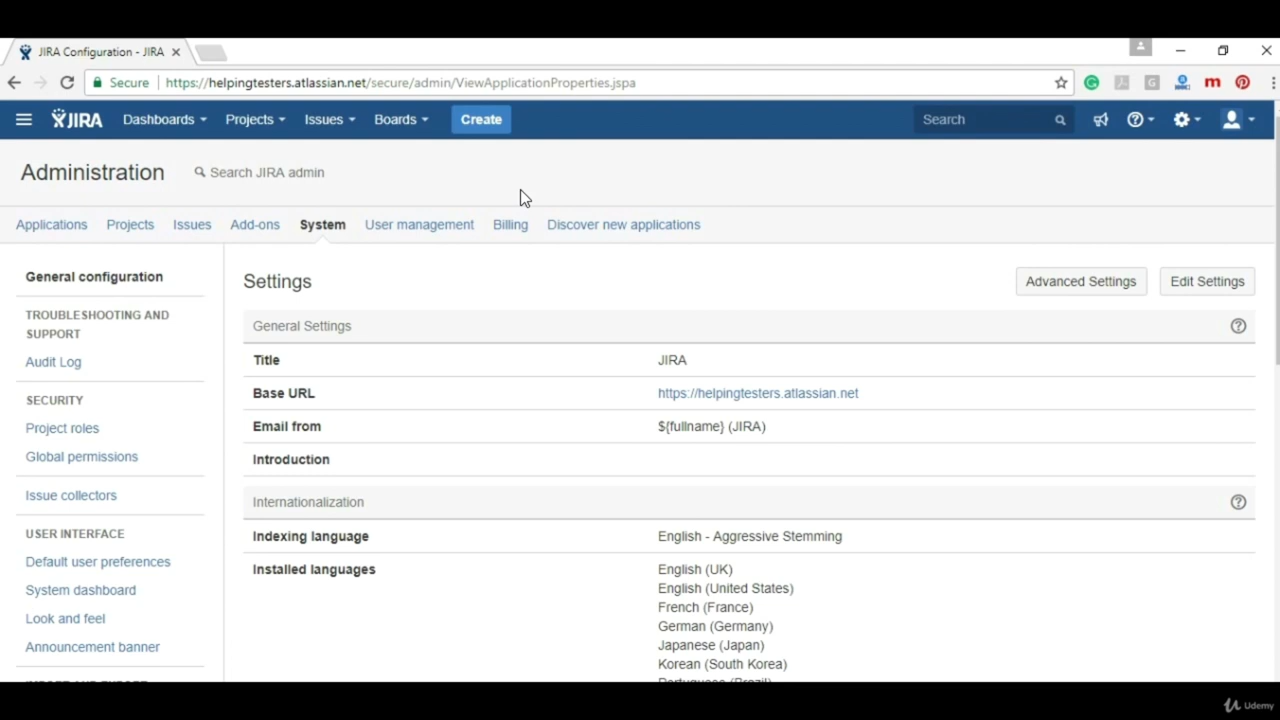 JIRA Configuration - JIRA
Secure https://helpingtesters.atlassian.net/secure/admin/ViewApplicationProperties.jspa
JIRA Dashboards Projects Issues Boards Create Search
Administration Search JIRA admin
Applications Projects Issues Add-ons System User management Billing Discover new applications
General configuration
TROUBLESHOOTING AND
SUPPORT
Audit Log
SECURITY
Project roles
Global permissions
Issue collectors
USER INTERFACE
Default user preferences
System dashboard
Look and feel
Announcement banner
Settings Advanced Settings Edit Settings
General Settings
Title JIRA
Base URL https://helpingtesters.atlassian.net
Email from ${fullname} (JIRA)
Introduction
Internationalization
Indexing language English - Aggressive Stemming
Installed languages English (UK)
English (United States)
French (France)
German (Germany)
Japanese (Japan)
Korean (South Korea)
Portuguese (Brazil)
Udemy